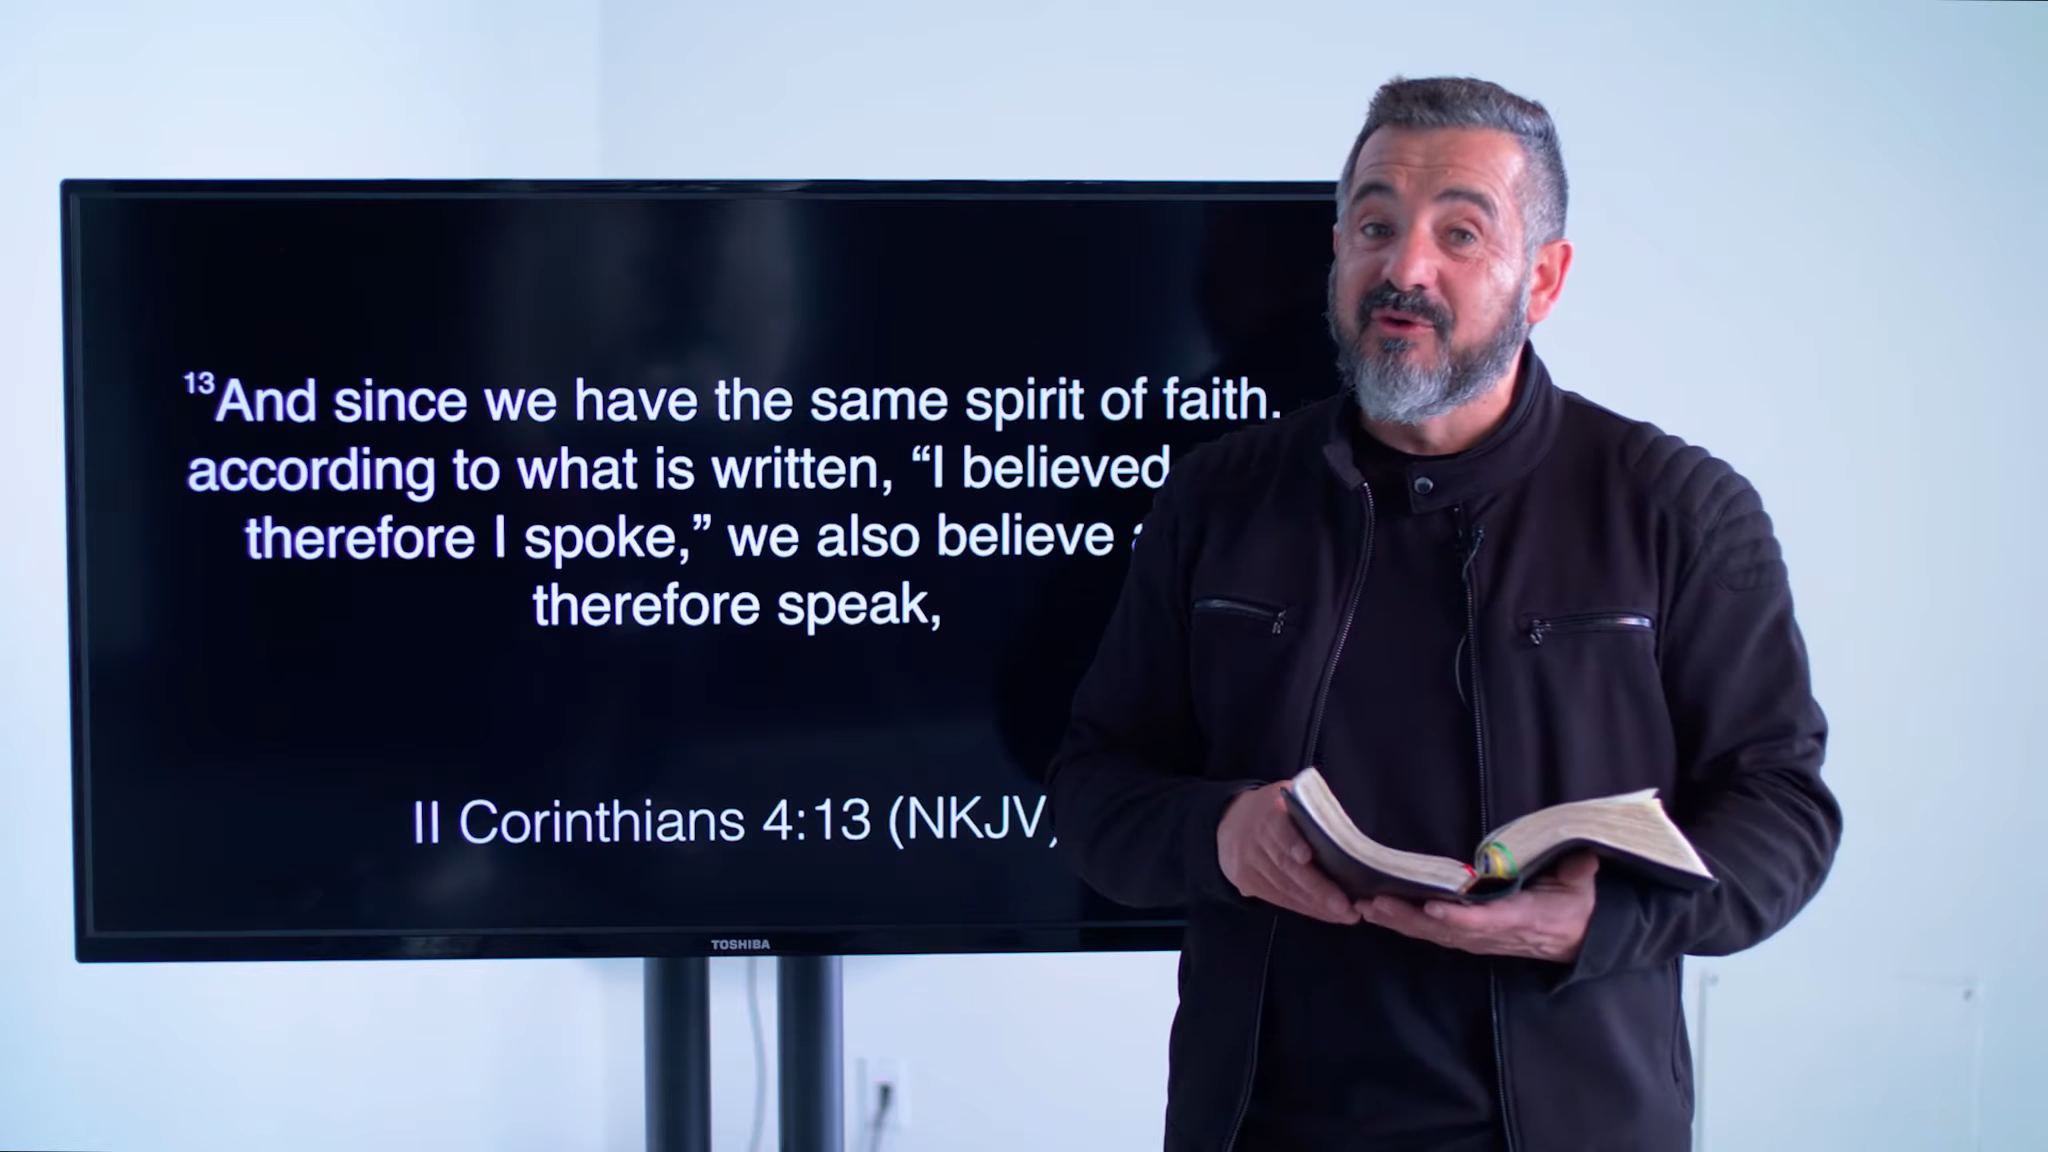 13And since we have the same spirit of faith.
according to what is written, “I believed
therefore I spoke,” we also believe
therefore speak,
II Corinthians 4:13 (NKJV)
TOSHIBA